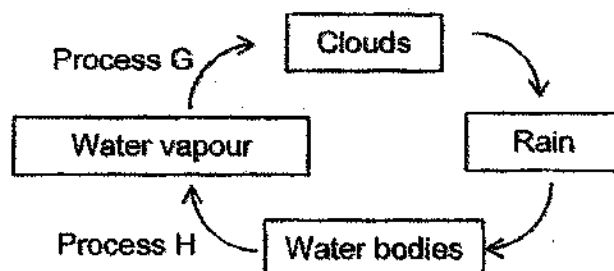 Clouds
Process G
Water vapour
Rain
Process H
Water bodies